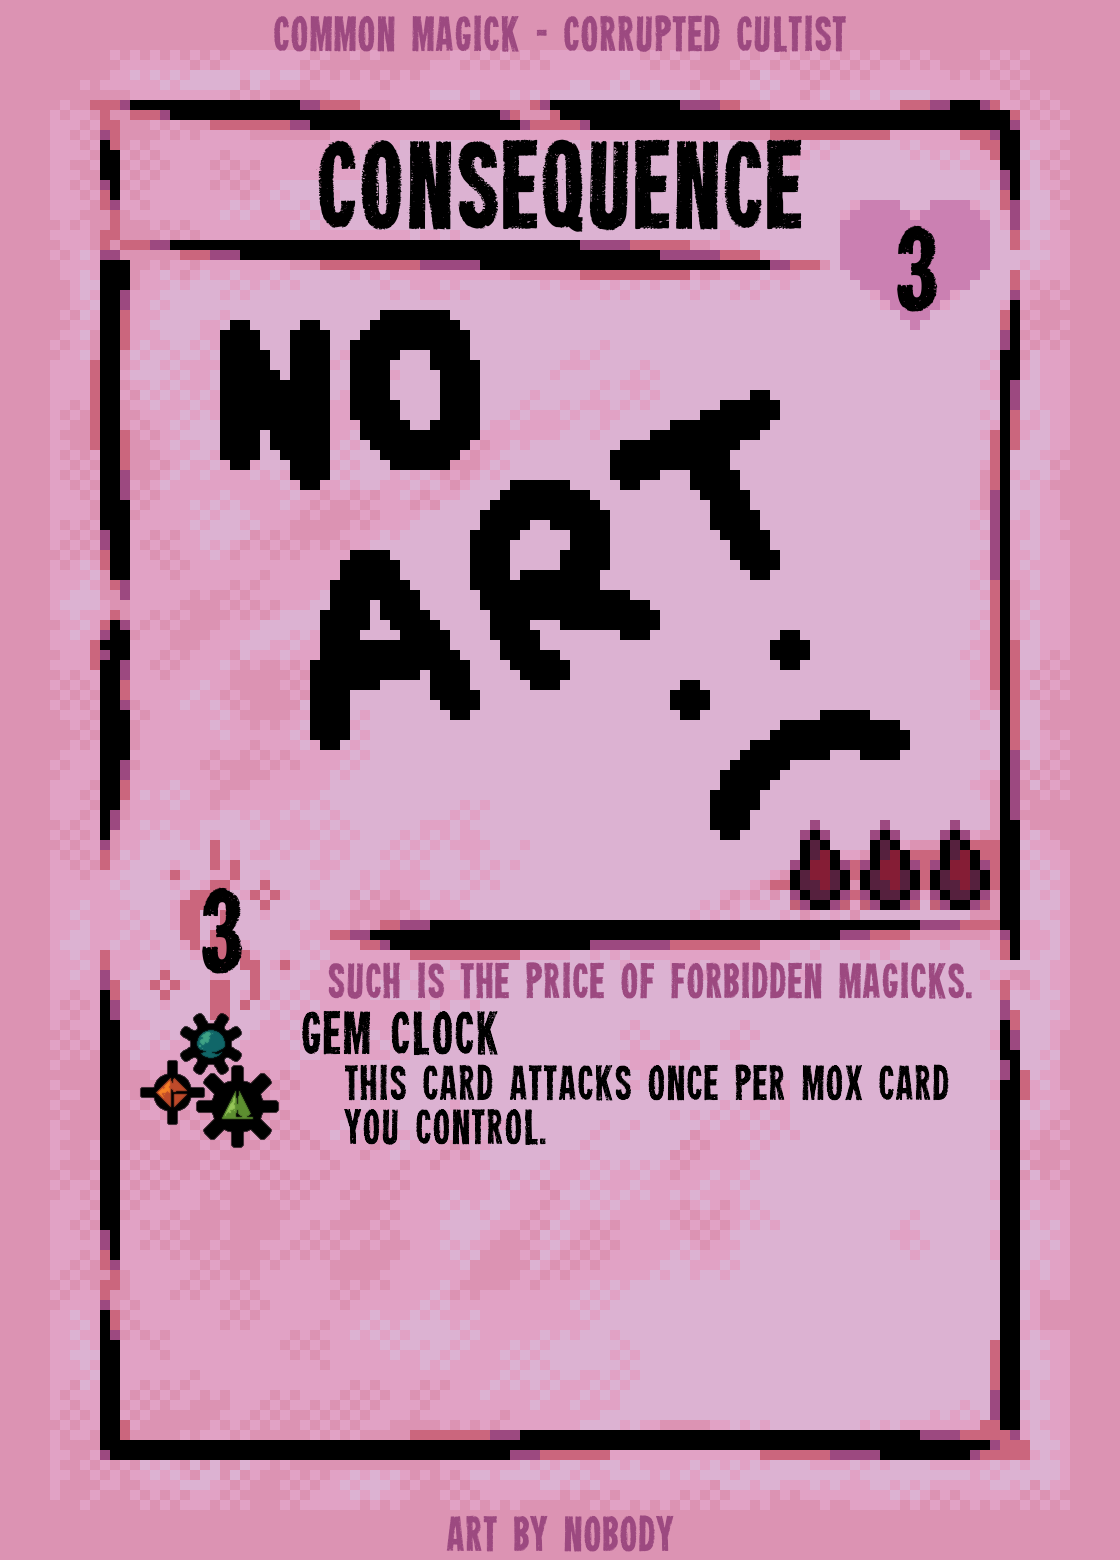 COMMON MAGICK - CORRUPTED CULTIST
CONSEQUENCE
3
NO
ART
3
SUCH IS THE PRICE OF FORBIDDEN MAGICKS.
GEM CLOCK
THIS CARD ATTACKS ONCE PER MOX CARD
YOU CONTROL.
ART BY NOBODY